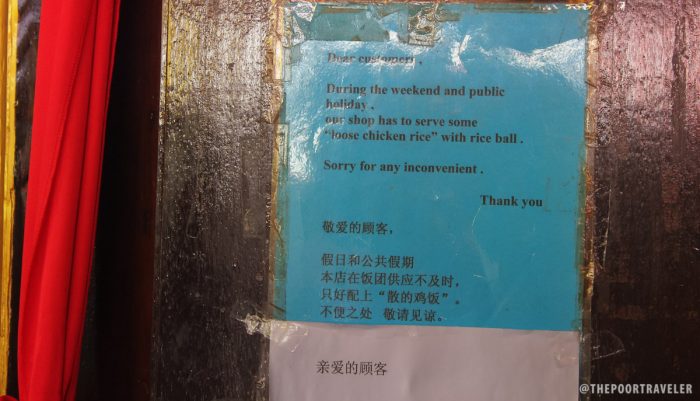 Dear customers ,
During the weekend and public
holiday ,
our shop has to serve some
“loose chicken rice” with rice ball .
Sorry for any inconvenient .
Thank you
敬爱的顾客，
假日和公共假期
本店在饭团供应不及时，
只好配上“散的鸡饭”。
不便之处 敬请见谅。
亲爱的顾客
@THEPOORTRAVELER